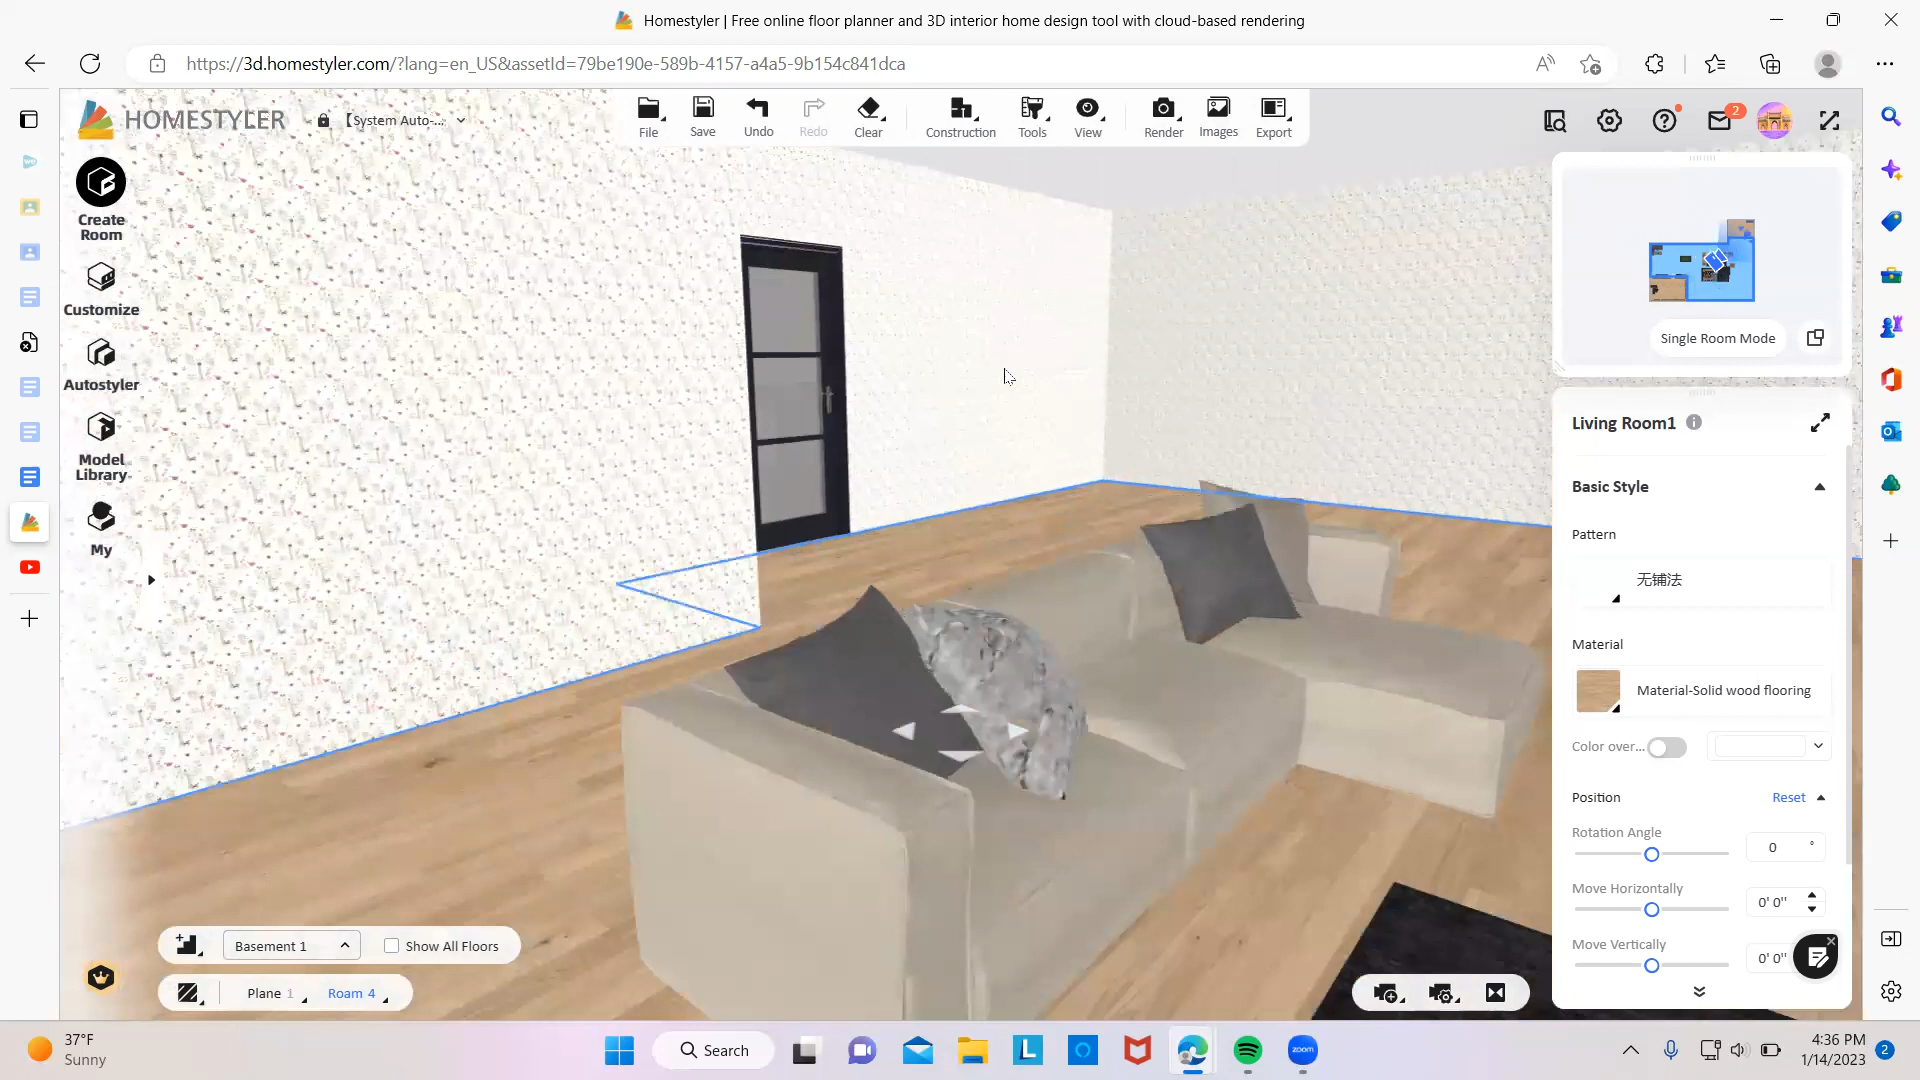 Homestyler | Free online floor planner and 3D interior home design tool with cloud-based rendering
https://3d.homestyler.com/?lang=en_US&assetId=79be190e-589b-4157-a4a5-9b154c841dca
HOMESTYLER
【System Auto-...
File
Save
Undo
Redo
Clear
Construction
Tools
View
Render
Images
Export
2
Create
Room
Customize
Autostyler
Model
Library
My
Single Room Mode
Living Room1
Basic Style
Pattern
无铺法
Material
Material-Solid wood flooring
Color over...
Position
Reset
Rotation Angle
0 °
Move Horizontally
0' 0''
Move Vertically
0' 0''
Basement 1
Show All Floors
Plane 1
Roam 4
37°F
Sunny
Search
L
zoom
4:36 PM
1/14/2023
2